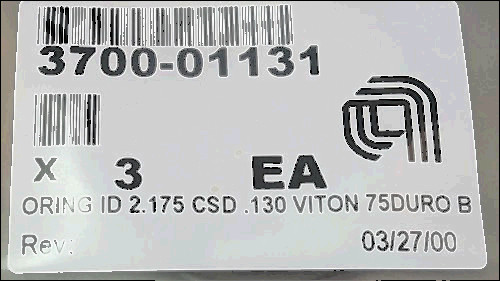 3700-01131
X 3 EA
ORING ID 2.175 CSD .130 VITON 75DURO B
Rev: 03/27/00